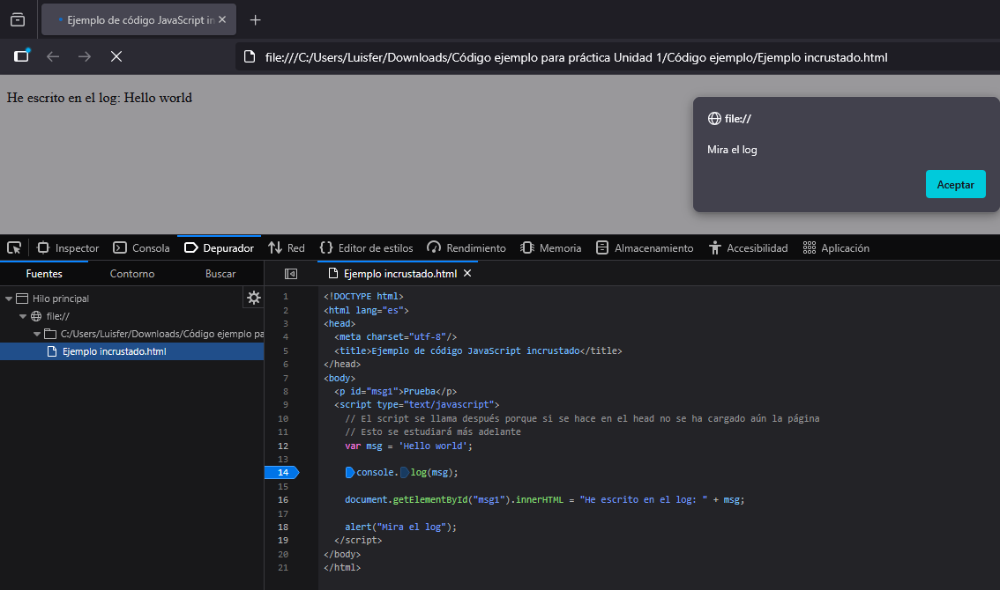 Ejemplo de código JavaScript in
file:///C:/Users/Luisfer/Downloads/Código ejemplo para práctica Unidad 1/Código ejemplo/Ejemplo incrustado.html
He escrito en el log: Hello world
file://
Mira el log
Aceptar
Inspector Consola Depurador Red Editor de estilos Rendimiento Memoria Almacenamiento Accesibilidad Aplicación
Fuentes Contorno Buscar
Ejemplo incrustado.html
Hilo principal
file://
C:/Users/Luisfer/Downloads/Código ejemplo pa
Ejemplo incrustado.html
1 <!DOCTYPE html>
2 <html lang="es">
3 <head>
4 <meta charset="utf-8"/>
5 <title>Ejemplo de código JavaScript incrustado</title>
6 </head>
7 <body>
8 <p id="msg1">Prueba</p>
9 <script type="text/javascript">
10 // El script se llama después porque si se hace en el head no se ha cargado aún la página
11 // Esto se estudiará más adelante
12 var msg = 'Hello world';
13
14 console.log(msg);
15
16 document.getElementById("msg1").innerHTML = "He escrito en el log: " + msg;
17
18 alert("Mira el log");
19 </script>
20 </body>
21 </html>